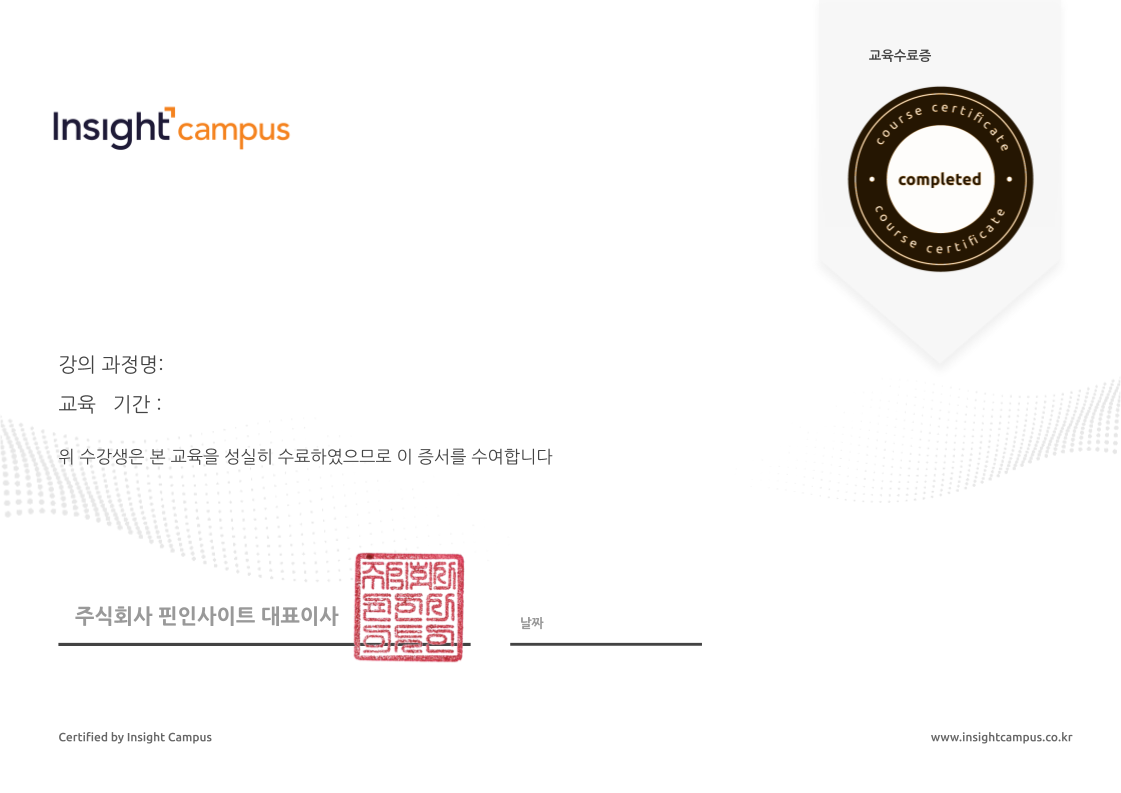 교육수료증
Insight campus
course certificate
completed
course certificate
강의 과정명:
교육 기간 :
위 수강생은 본 교육을 성실히 수료하였으므로 이 증서를 수여합니다
주식회사 핀인사이트 대표이사
날짜
Certified by Insight Campus
www.insightcampus.co.kr